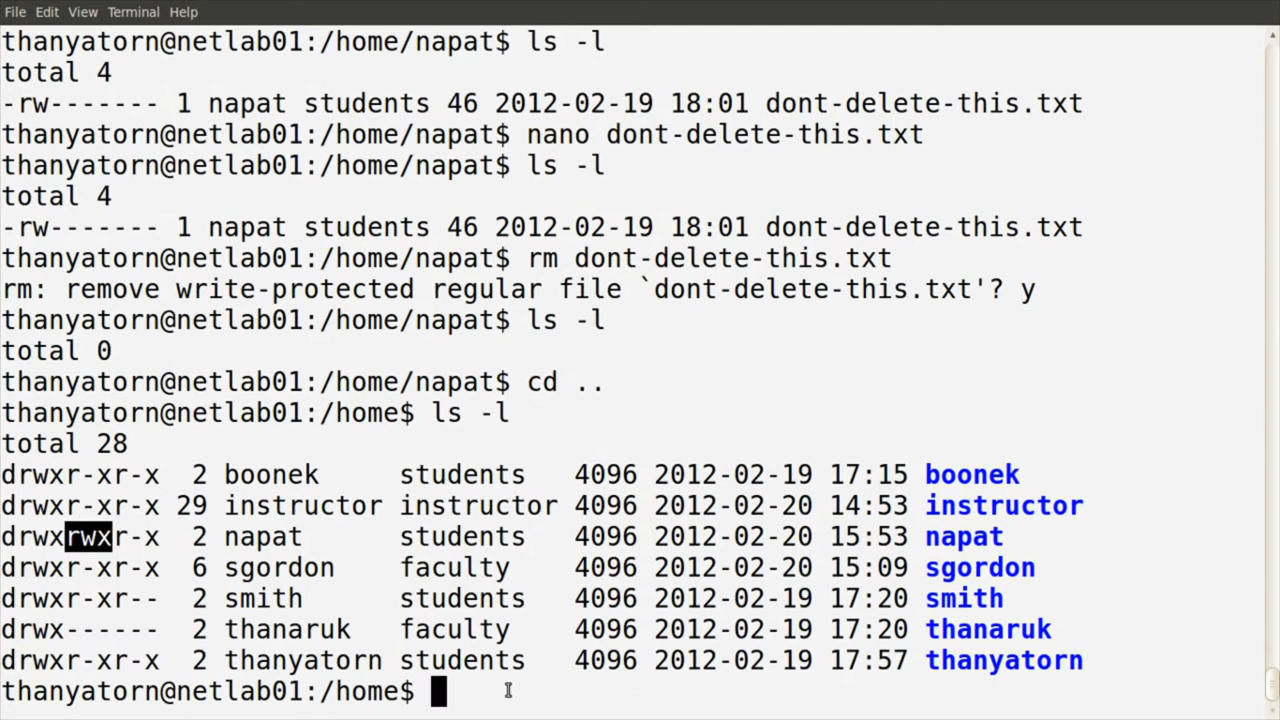 File Edit View Terminal Help
thanyatorn@netlab01:/home/napat$ ls -l
total 4
-rw------- 1 napat students 46 2012-02-19 18:01 dont-delete-this.txt
thanyatorn@netlab01:/home/napat$ nano dont-delete-this.txt
thanyatorn@netlab01:/home/napat$ ls -l
total 4
-rw------- 1 napat students 46 2012-02-19 18:01 dont-delete-this.txt
thanyatorn@netlab01:/home/napat$ rm dont-delete-this.txt
rm: remove write-protected regular file `dont-delete-this.txt'? y
thanyatorn@netlab01:/home/napat$ ls -l
total 0
thanyatorn@netlab01:/home/napat$ cd ..
thanyatorn@netlab01:/home$ ls -l
total 28
drwxr-xr-x  2 boonek     students   4096 2012-02-19 17:15 boonek
drwxr-xr-x 29 instructor instructor 4096 2012-02-20 14:53 instructor
drwxrwxr-x  2 napat      students   4096 2012-02-20 15:53 napat
drwxr-xr-x  6 sgordon    faculty    4096 2012-02-20 15:09 sgordon
drwxr-xr--  2 smith      students   4096 2012-02-19 17:20 smith
drwx------  2 thanaruk   faculty    4096 2012-02-19 17:20 thanaruk
drwxr-xr-x  2 thanyatorn students   4096 2012-02-19 17:57 thanyatorn
thanyatorn@netlab01:/home$